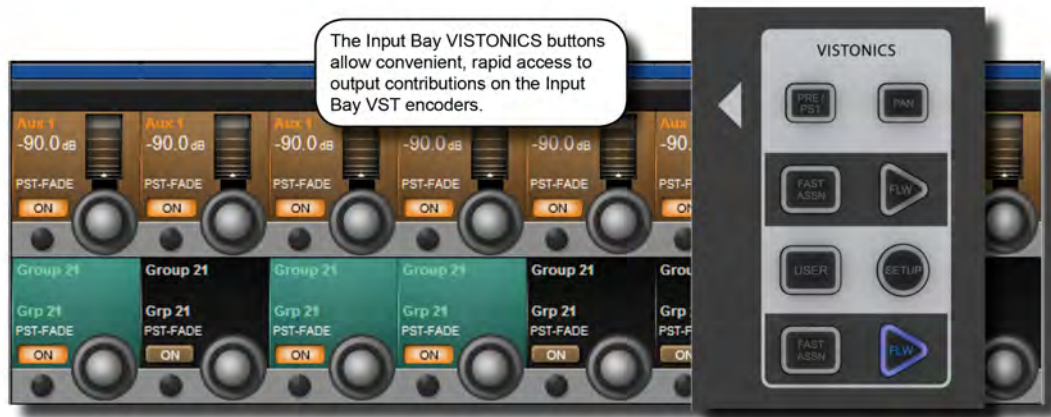 The Input Bay VISTONICS buttons
allow convenient, rapid access to
output contributions on the Input
Bay VST encoders.
Aux 1 Aux 1 Aux 1 Aux
-90.0 dB -90.0 dB -90.0 dB -90.0 dB -90.0 dB -90.
PST-FADE PST-FADE PST-FADE PST-FADE PST-FADE PST-F
ON ON ON ON ON ON
Group 21 Group 21 Group 21 Group 21 Group 21 Grou
Grp 21 Grp 21 Grp 21 Grp 21 Grp 21 Grp
PST-FADE PST-FADE PST-FADE PST-FADE PST-FADE PST-F
ON ON ON ON ON ON
VISTONICS
PRE / PS1 PAN
FAST ASSN FLW
USER SETUP
FAST ASSN FLW